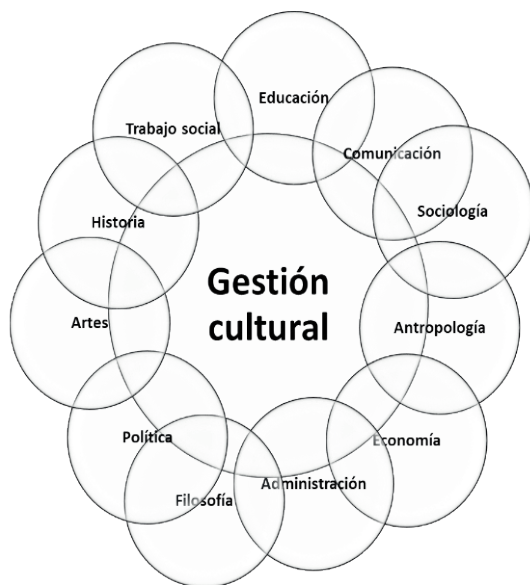 Educación
Trabajo social
Comunicación
Sociología
Historia
Gestión
cultural
Artes
Antropología
Política
Economía
Filosofía
Administración